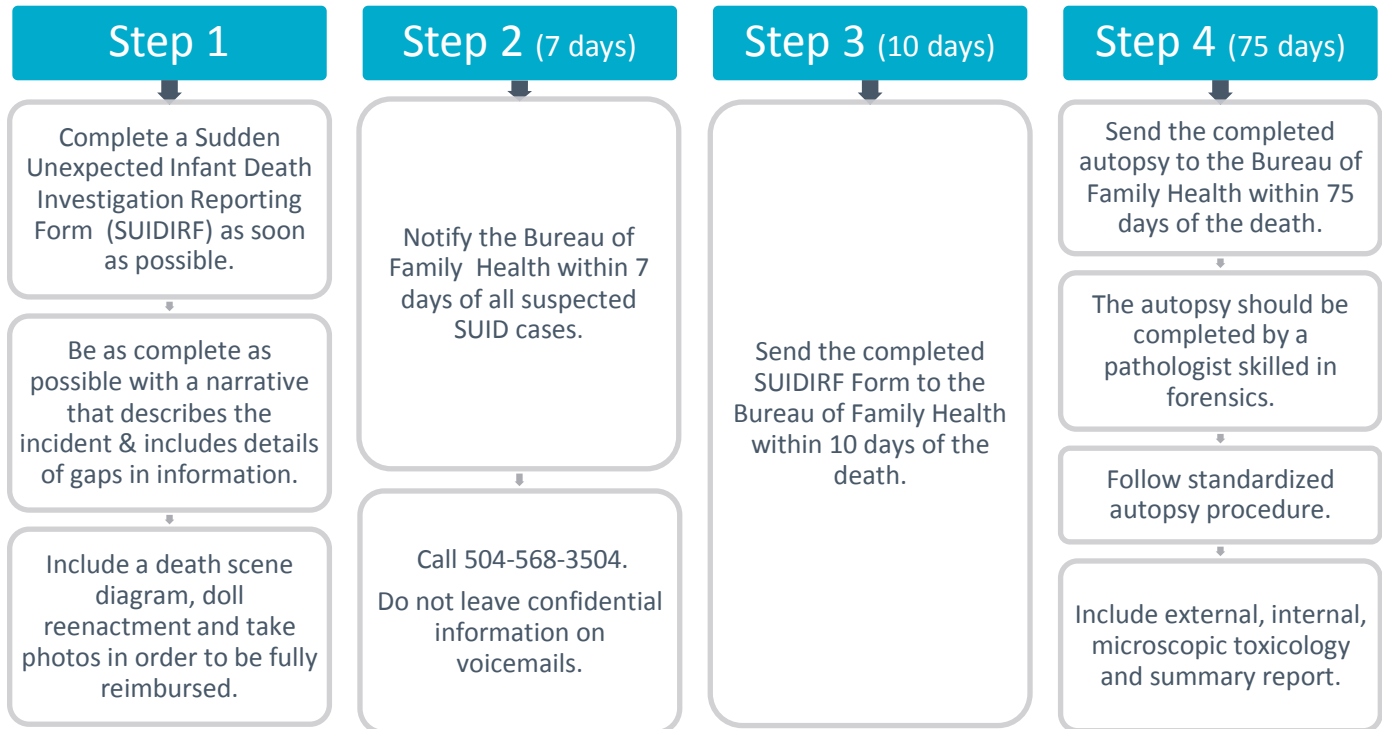 Step 1
Complete a Sudden
Unexpected Infant Death
Investigation Reporting
Form (SUIDIRF) as soon
as possible.
Be as complete as
possible with a narrative
that describes the
incident & includes details
of gaps in information.
Include a death scene
diagram, doll
reenactment and take
photos in order to be fully
reimbursed.
Step 2 (7 days)
Notify the Bureau of
Family Health within 7
days of all suspected
SUID cases.
Call 504-568-3504.
Do not leave confidential
information on
voicemails.
Step 3 (10 days)
Send the completed
SUIDIRF Form to the
Bureau of Family Health
within 10 days of the
death.
Step 4 (75 days)
Send the completed
autopsy to the Bureau of
Family Health within 75
days of the death.
The autopsy should be
completed by a
pathologist skilled in
forensics.
Follow standardized
autopsy procedure.
Include external, internal,
microscopic toxicology
and summary report.